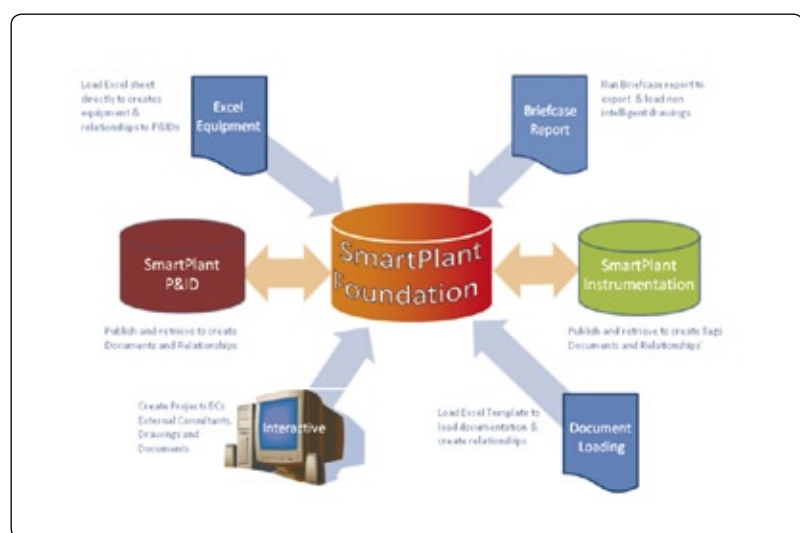 Load Excel sheet
directly to creates
equipment &
relationships to P&IDs
Excel
Equipment
Briefcase
Report
Run Briefcase report to
export & load non
intelligent drawings.
SmartPlant
P&ID
SmartPlant
Foundation
SmartPlant
Instrumentation
Publish and retrieve to create
Documents and Relationships
Publish and retrieve to create Tags
Documents and Relationships'
Create Projects ECs
External Consultants,
Drawings and
Documents
Interactive
Load Excel Template to
load documentation &
create relationships
Document
Loading